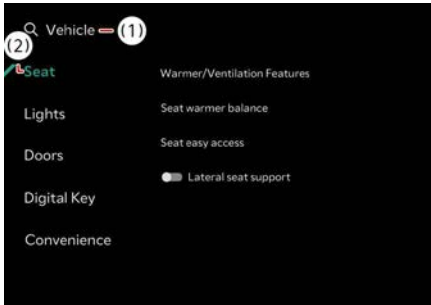 Vehicle (1)
(2)
Seat
Warmer/Ventilation Features
Lights
Seat warmer balance
Doors
Seat easy access
Digital Key
Lateral seat support
Convenience